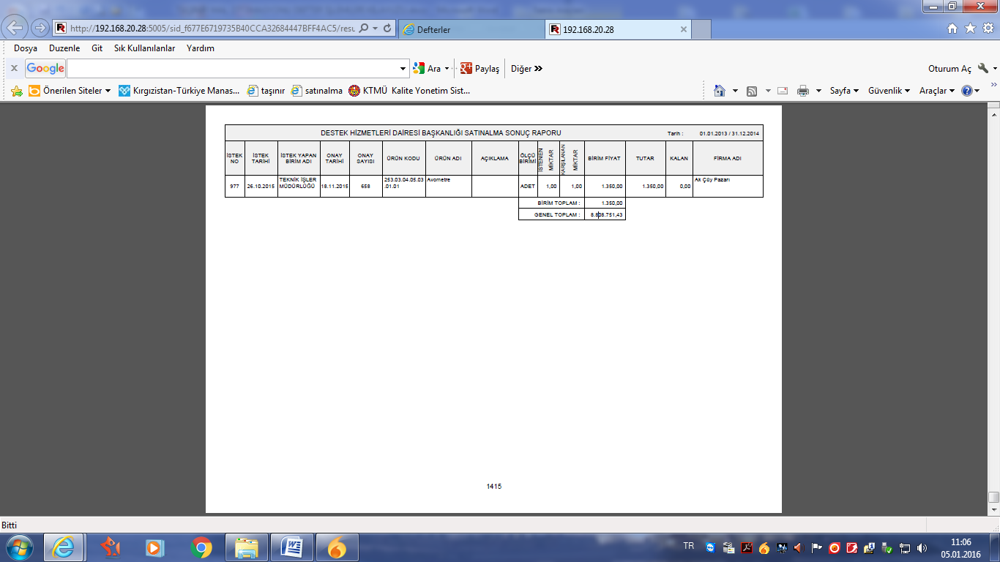 http://192.168.20.28:5005/sid_f677E6719735B40CCA32684447BFF4AC5/resu
Defterler
192.168.20.28
Dosya Duzenle Git Sık Kullanılanlar Yardım
x Google Ara Paylaş Diğer »
Oturum Aç
Önerilen Siteler Kırgızistan-Türkiye Manas... taşınır satınalma KTMÜ Kalite Yonetim Sist...
Sayfa Güvenlik Araçlar
DESTEK HİZMETLERİ DAİRESİ BAŞKANLIĞI SATINALMA SONUÇ RAPORU Tarih : 01.01.2013 / 31.12.2014
İSTEK NO
İSTEK TARİHİ
İSTEK YAPAN BİRİM ADI
ONAY TARİHİ
ONAY SAYISI
ÜRÜN KODU
ÜRÜN ADI
AÇIKLAMA
ÖLÇÜ BİRİMİ
İSTENEN MİKTAR
KARŞILANAN MİKTAR
BİRİM FİYAT
TUTAR
KALAN
FİRMA ADI
977
26.10.2015
TEKNİK İŞLER
MÜDÜRLÜĞÜ
18.11.2015
658
253.03.04.05.03
.01.01
Avometre
ADET
1,00
1,00
1.350,00
1.350,00
0,00
Ak Çüy Pazarı
BİRİM TOPLAM : 1.350,00
GENEL TOPLAM : 8.808.751,43
1415
Bitti
TR
11:06
05.01.2016